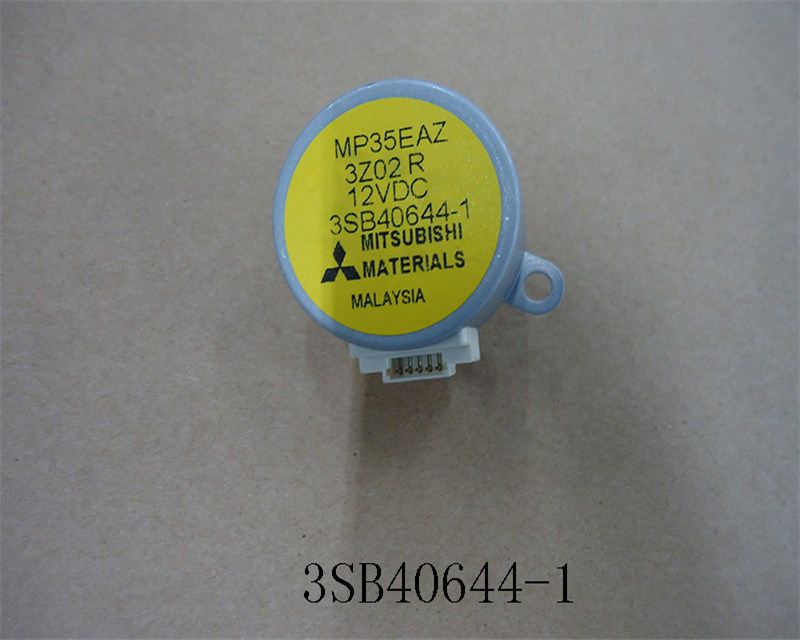 MP35EAZ
3Z02 R
12VDC
3SB40644-1
MITSUBISHI
MATERIALS
MALAYSIA
3SB40644-1